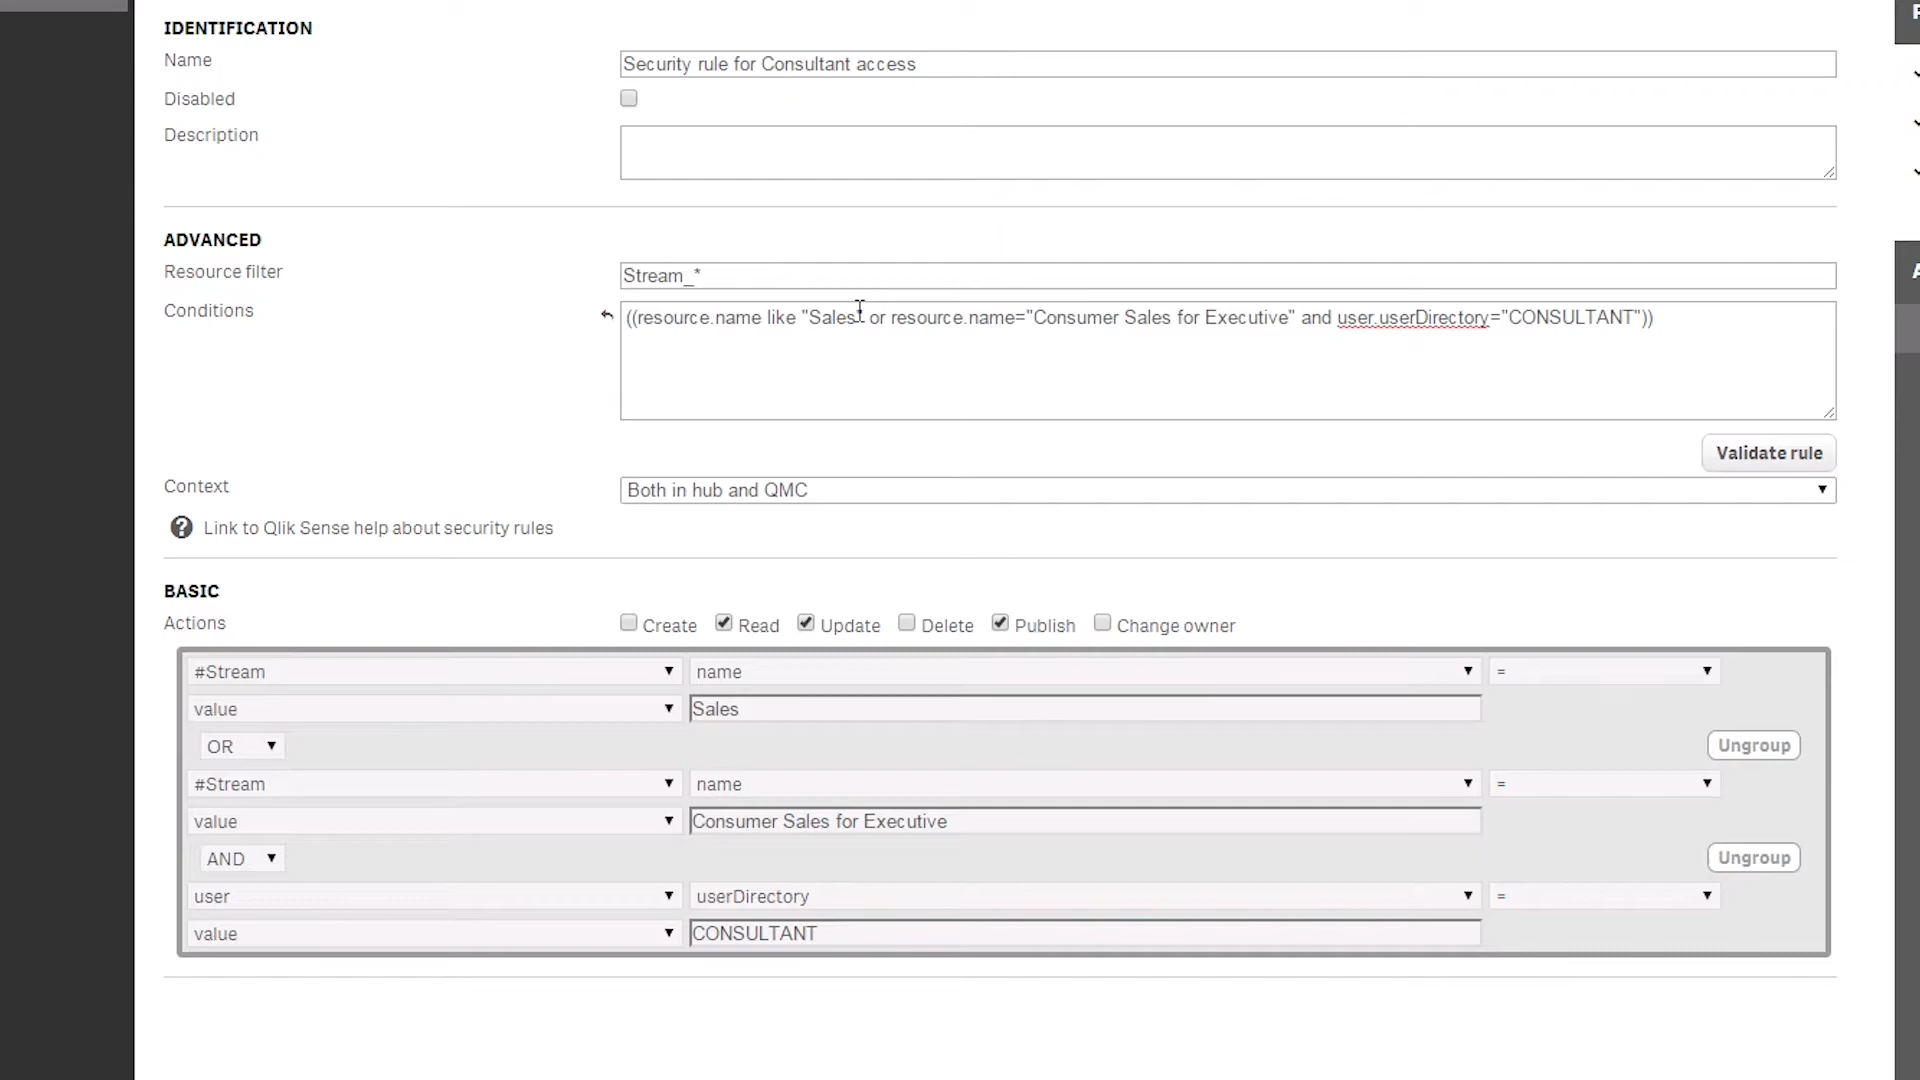 IDENTIFICATION
Name Security rule for Consultant access
Disabled
Description
ADVANCED
Resource filter Stream_*
Conditions ((resource.name like "Sales" or resource.name="Consumer Sales for Executive" and user.userDirectory="CONSULTANT"))
Validate rule
Context Both in hub and QMC
? Link to Qlik Sense help about security rules
BASIC
Actions Create Read Update Delete Publish Change owner
#Stream name =
value Sales
OR Ungroup
#Stream name =
value Consumer Sales for Executive
AND Ungroup
user userDirectory =
value CONSULTANT